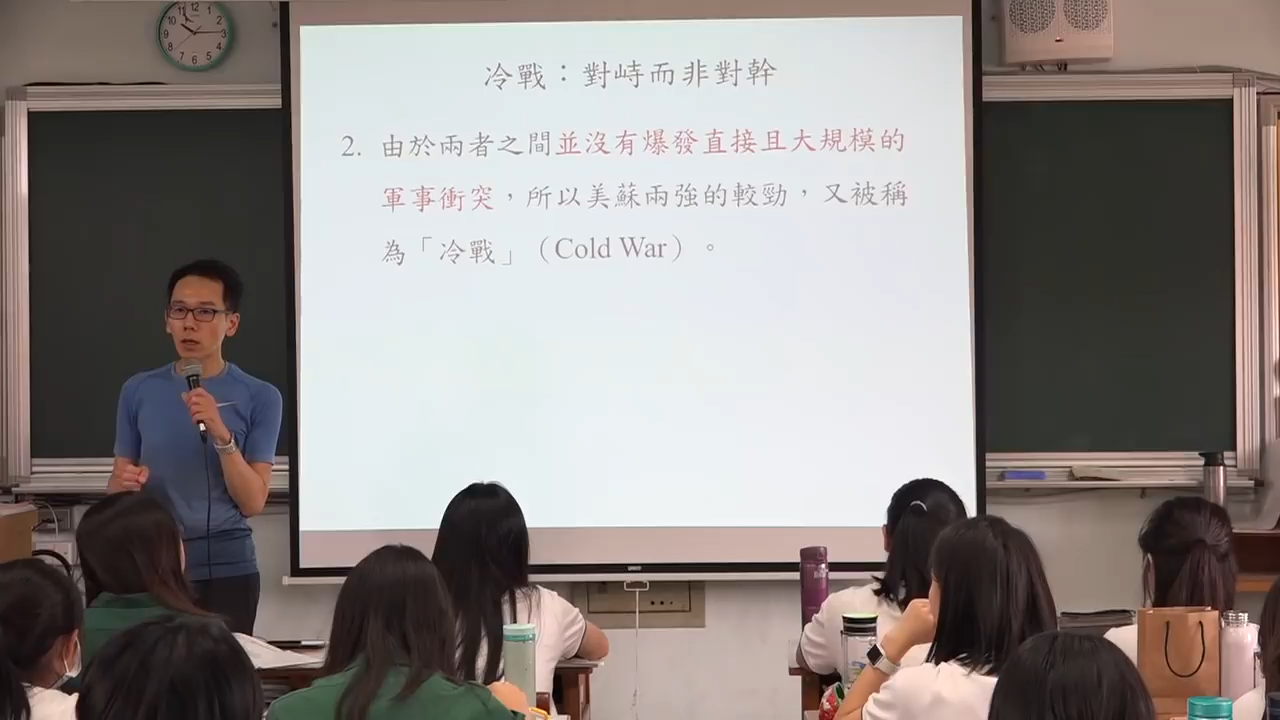 冷戰：對峙而非對幹
2. 由於兩者之間並沒有爆發直接且大規模的
軍事衝突，所以美蘇兩強的較勁，又被稱
為「冷戰」（Cold War）。